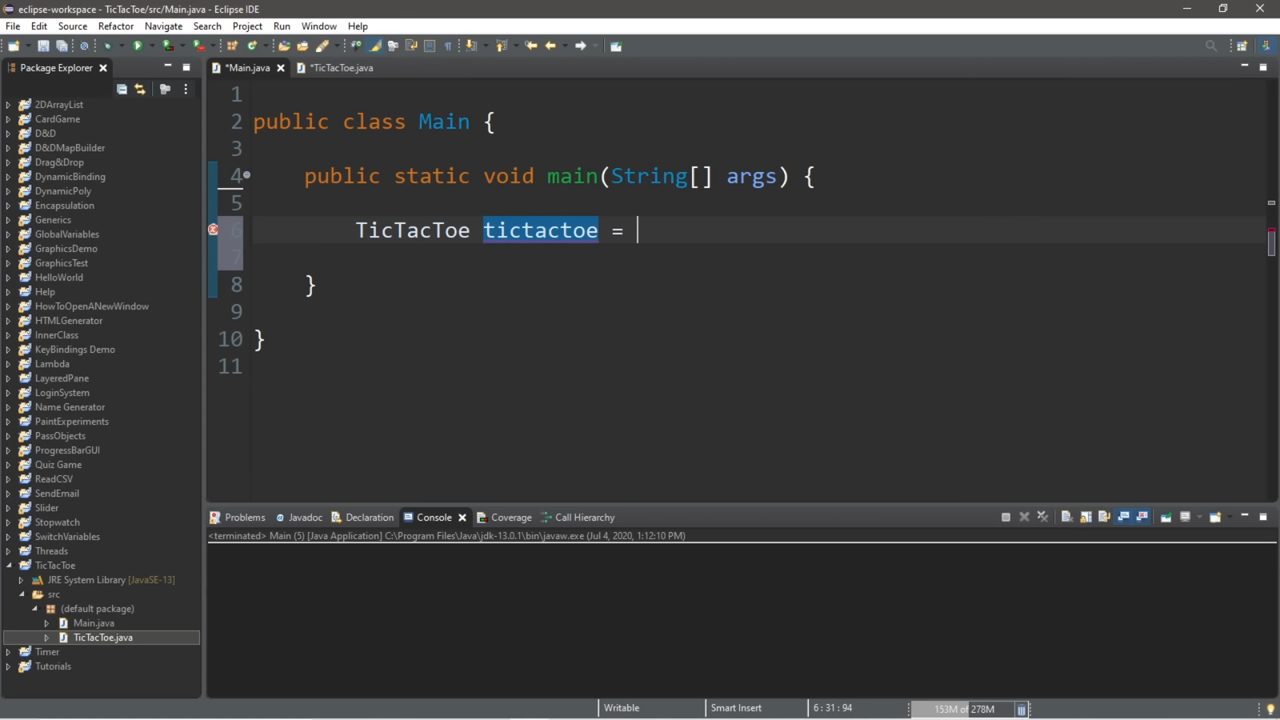 eclipse-workspace - TicTacToe/src/Main.java - Eclipse IDE
File Edit Source Refactor Navigate Search Project Run Window Help
Package Explorer
*Main.java *TicTacToe.java
2DArrayList
CardGame
D&D
D&DMapBuilder
Drag&Drop
DynamicBinding
DynamicPoly
Encapsulation
Generics
GlobalVariables
GraphicsDemo
GraphicsTest
HelloWorld
Help
HowToOpenANewWindow
HTMLGenerator
InnerClass
KeyBindings Demo
Lambda
LayeredPane
LoginSystem
Name Generator
PaintExperiments
PassObjects
ProgressBarGUI
Quiz Game
ReadCSV
SendEmail
Slider
Stopwatch
SwitchVariables
Threads
TicTacToe
JRE System Library [JavaSE-13]
src
(default package)
Main.java
TicTacToe.java
Timer
Tutorials
1
2 public class Main {
3
4 public static void main(String[] args) {
5
6 TicTacToe tictactoe =
7
8 }
9
10 }
11
Problems Javadoc Declaration Console Coverage Call Hierarchy
<terminated> Main (5) [Java Application] C:\Program Files\Java\jdk-13.0.1\bin\javaw.exe (Jul 4, 2020, 1:12:10 PM)
Writable Smart Insert 6 : 31 : 94 153M of 278M